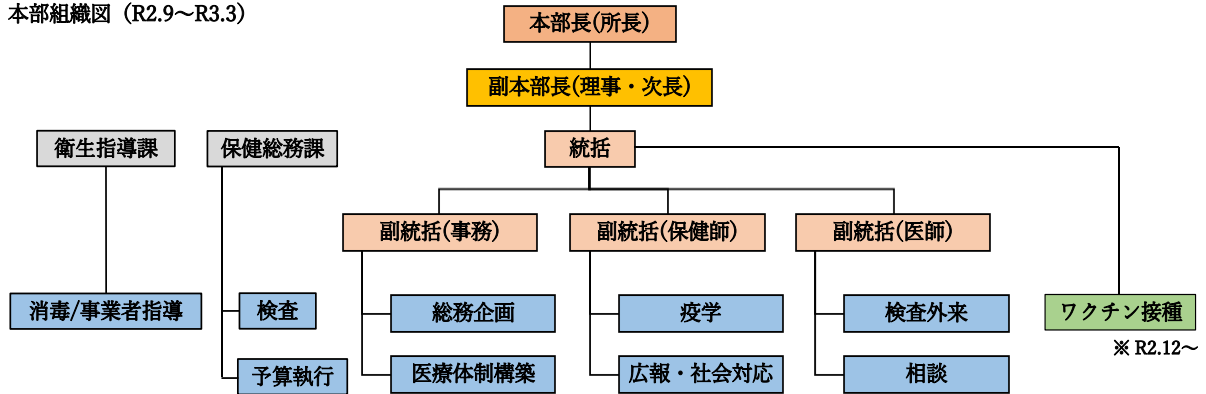 本部組織図（R2.9～R3.3）
本部長(所長)
副本部長(理事・次長)
衛生指導課
保健総務課
統括
副統括(事務)
副統括(保健師)
副統括(医師)
消毒/事業者指導
検査
総務企画
疫学
検査外来
ワクチン接種
※ R2.12～
予算執行
医療体制構築
広報・社会対応
相談